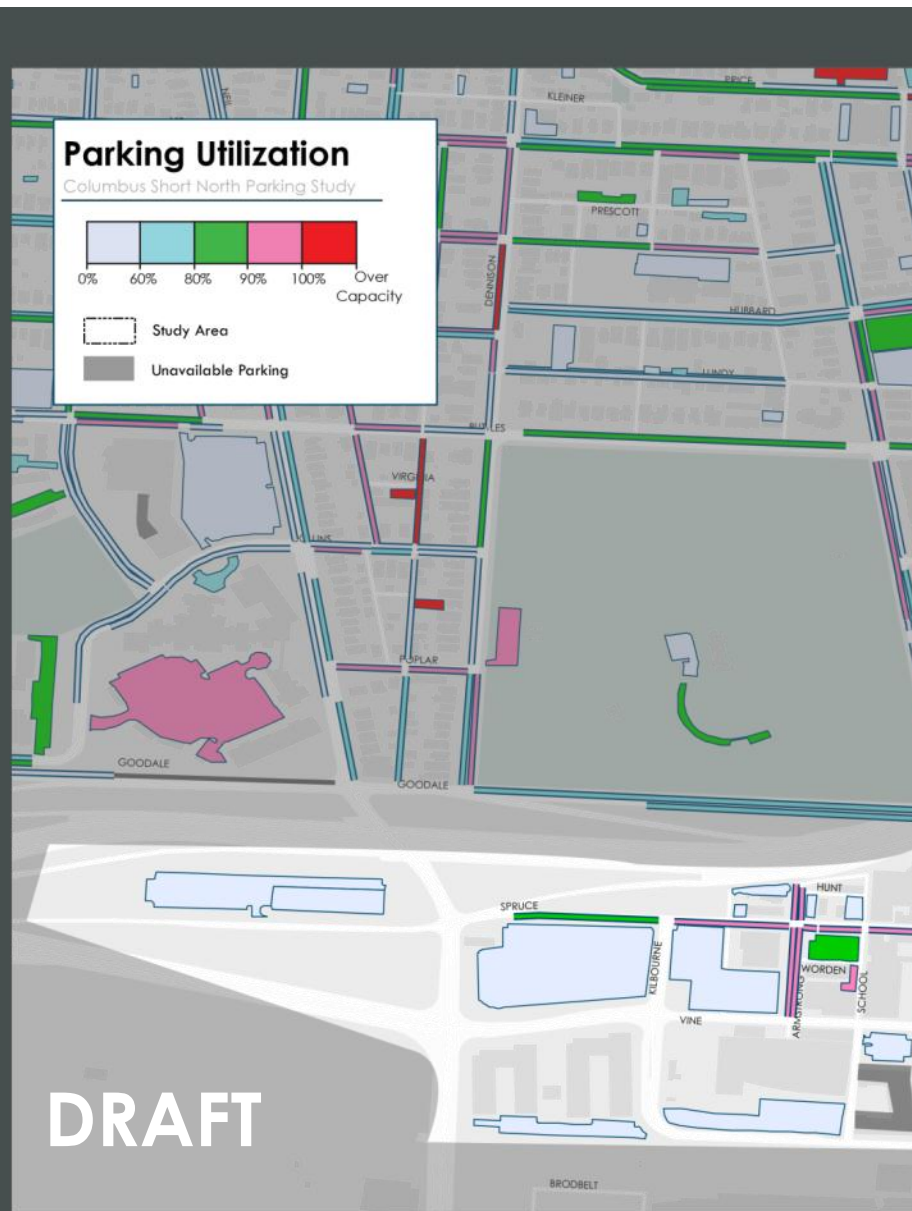 PRICE
KLEINER
NEIL
Parking Utilization
Columbus Short North Parking Study
0% 60% 80% 90% 100% Over
Capacity
Study Area
Unavailable Parking
PRESCOTT
DENNISON
HUBBARD
LUNDY
BUTTLES
VIRGINIA
COLLINS
POPLAR
GOODALE
GOODALE
HUNT
SPRUCE
KILBOURNE
WORDEN
ARMSTRONG
SCHOOL
VINE
DRAFT
BRODBELT